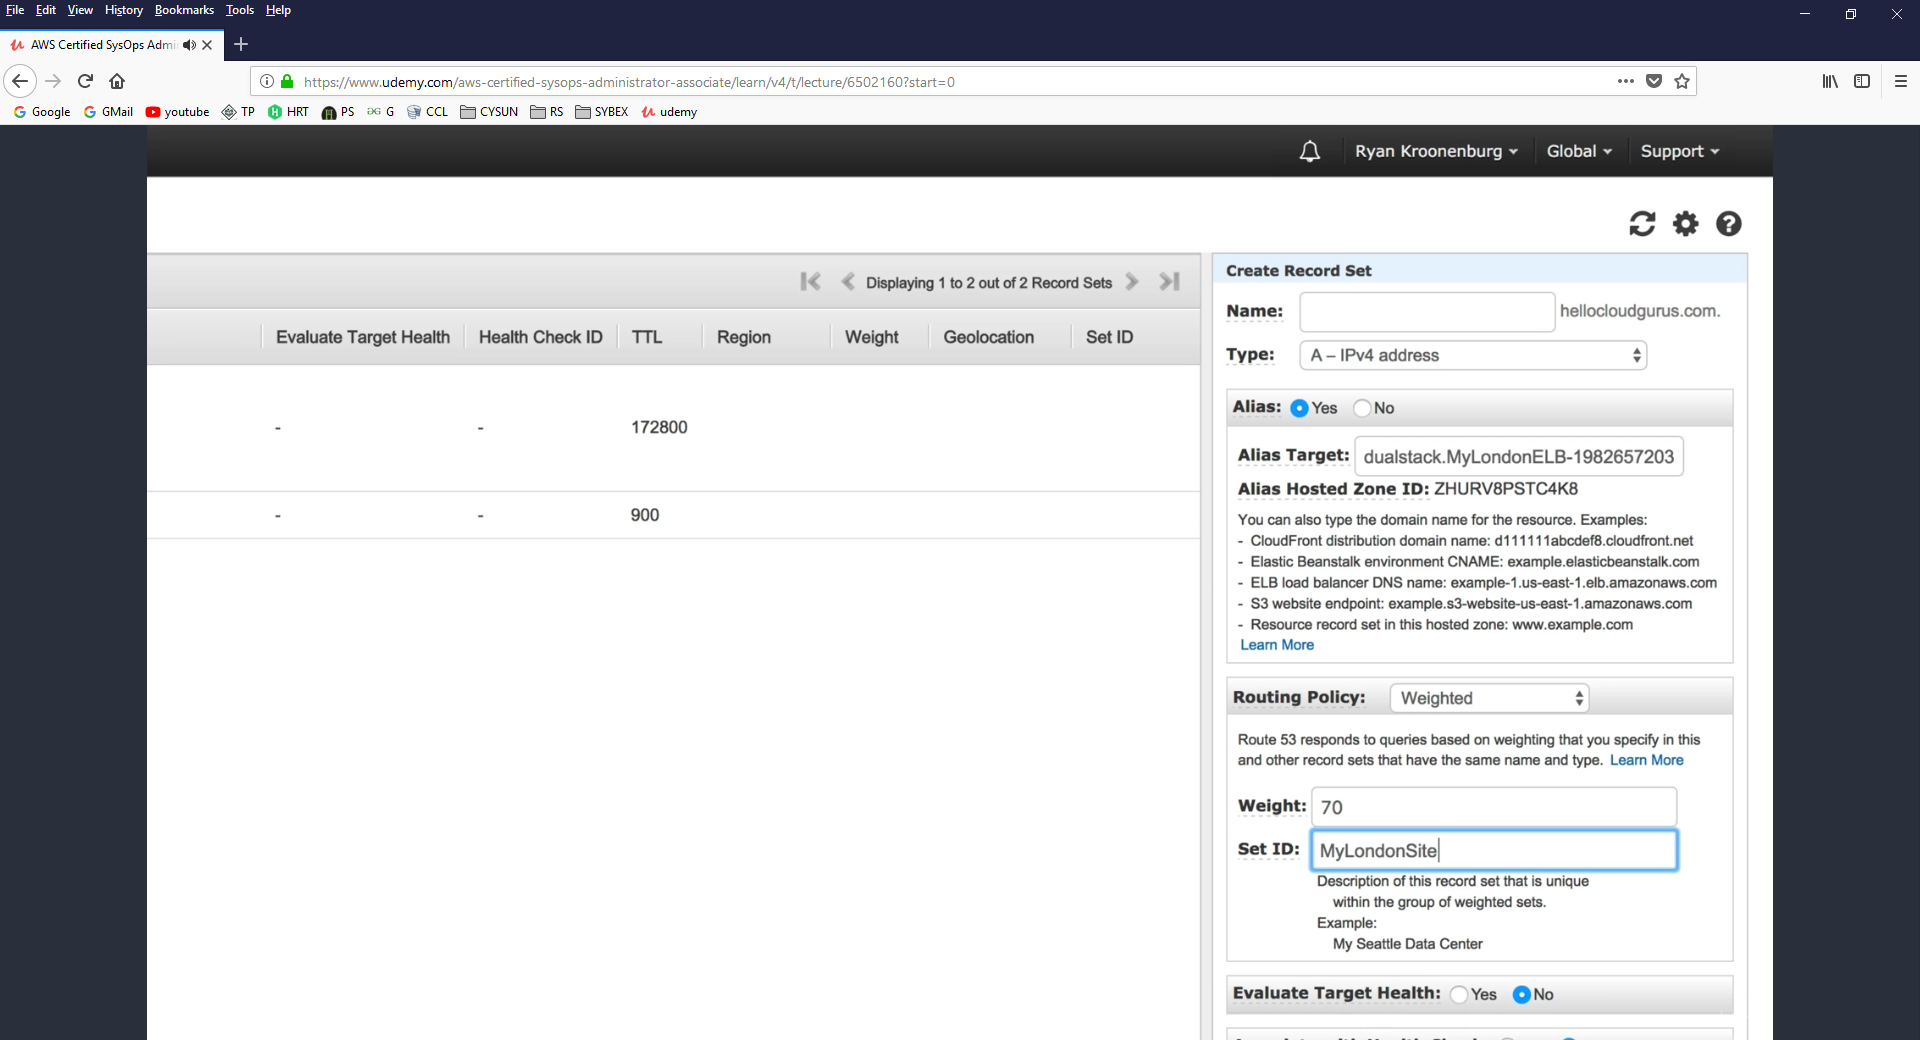 File Edit View History Bookmarks Tools Help
AWS Certified SysOps Admi
https://www.udemy.com/aws-certified-sysops-administrator-associate/learn/v4/t/lecture/6502160?start=0
Google GMail youtube TP HRT PS G CCL CYSUN RS SYBEX udemy
Ryan Kroonenburg Global Support
Displaying 1 to 2 out of 2 Record Sets
Evaluate Target Health Health Check ID TTL Region Weight Geolocation Set ID
- - 172800
- - 900
Create Record Set
Name: hellocloudgurus.com.
Type: A – IPv4 address
Alias: Yes No
Alias Target: dualstack.MyLondonELB-1982657203
Alias Hosted Zone ID: ZHURV8PSTC4K8
You can also type the domain name for the resource. Examples:
- CloudFront distribution domain name: d111111abcdef8.cloudfront.net
- Elastic Beanstalk environment CNAME: example.elasticbeanstalk.com
- ELB load balancer DNS name: example-1.us-east-1.elb.amazonaws.com
- S3 website endpoint: example.s3-website-us-east-1.amazonaws.com
- Resource record set in this hosted zone: www.example.com
Learn More
Routing Policy: Weighted
Route 53 responds to queries based on weighting that you specify in this
and other record sets that have the same name and type. Learn More
Weight: 70
Set ID: MyLondonSite
Description of this record set that is unique
within the group of weighted sets.
Example:
My Seattle Data Center
Evaluate Target Health: Yes No